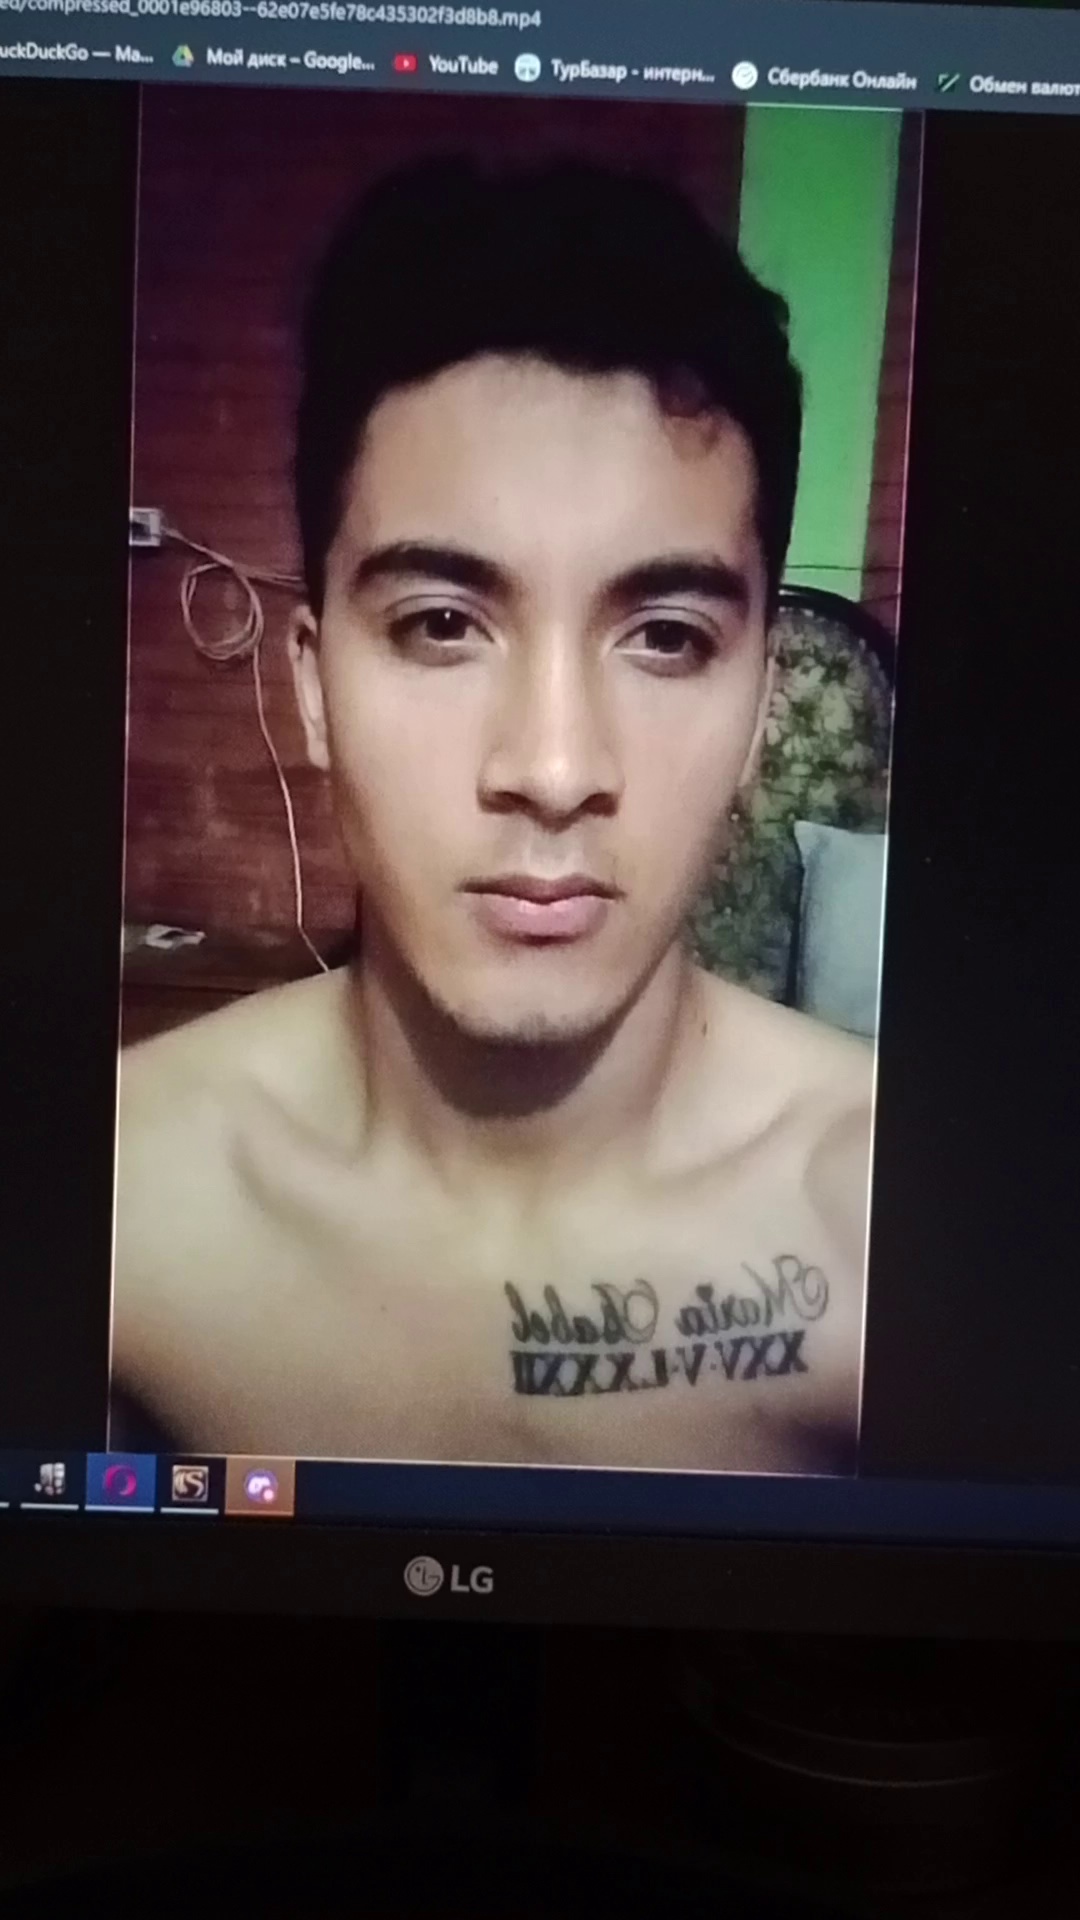 ed/compressed_0001e96803--62e07e5fe78c435302f3d8b8.mp4
uckDuckGo — Ma... Мой диск – Google... YouTube ТурБазар - интерн... Сбербанк Онлайн Обмен валют
Maria Isabel
XXV·V·LXXXII
LG